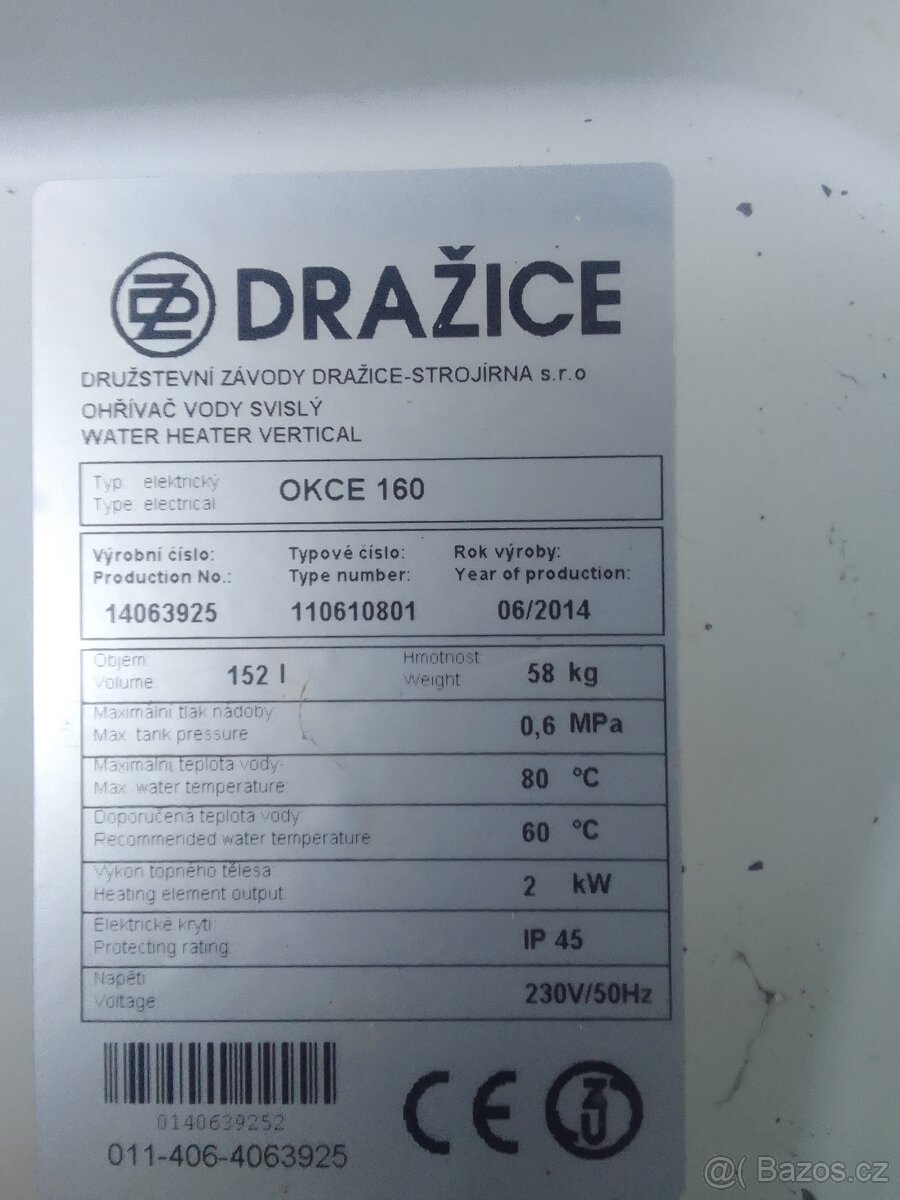 DZ DRAŽICE
DRUŽSTEVNÍ ZÁVODY DRAŽICE-STROJÍRNA s.r.o
OHŘÍVAČ VODY SVISLÝ
WATER HEATER VERTICAL
Typ: elektrický
Type: electrical
OKCE 160
Výrobní číslo: Typové číslo: Rok výroby:
Production No.: Type number: Year of production:
14063925 110610801 06/2014
Objem: Hmotnost
Volume 152 l Weight 58 kg
Maximální tlak nádoby:
Max. tank pressure 0,6 MPa
Maximální teplota vody:
Max. water temperature: 80 °C
Doporučená teplota vody
Recommended water temperature 60 °C
Výkon topného tělesa
Heating element output 2 kW
Elektrické krytí
Protecting rating IP 45
Napětí
Voltage 230V/50Hz
0140639252
011-406-4063925
CE
@( Bazos.cz